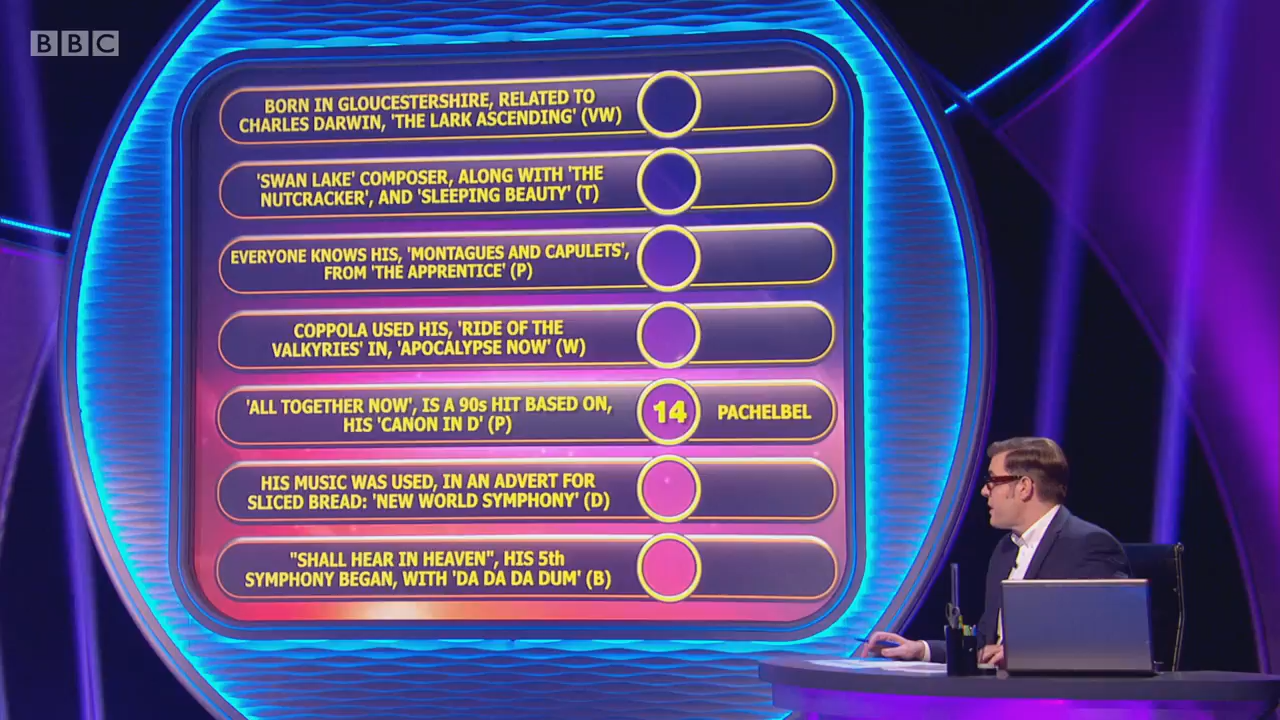 BBC
BORN IN GLOUCESTERSHIRE, RELATED TO
CHARLES DARWIN, 'THE LARK ASCENDING' (VW)
'SWAN LAKE' COMPOSER, ALONG WITH 'THE
NUTCRACKER', AND 'SLEEPING BEAUTY' (T)
EVERYONE KNOWS HIS, 'MONTAGUES AND CAPULETS',
FROM 'THE APPRENTICE' (P)
COPPOLA USED HIS, 'RIDE OF THE
VALKYRIES' IN, 'APOCALYPSE NOW' (W)
'ALL TOGETHER NOW', IS A 90s HIT BASED ON,
HIS 'CANON IN D' (P)
14
PACHELBEL
HIS MUSIC WAS USED, IN AN ADVERT FOR
SLICED BREAD: 'NEW WORLD SYMPHONY' (D)
"SHALL HEAR IN HEAVEN", HIS 5th
SYMPHONY BEGAN, WITH 'DA DA DA DUM' (B)